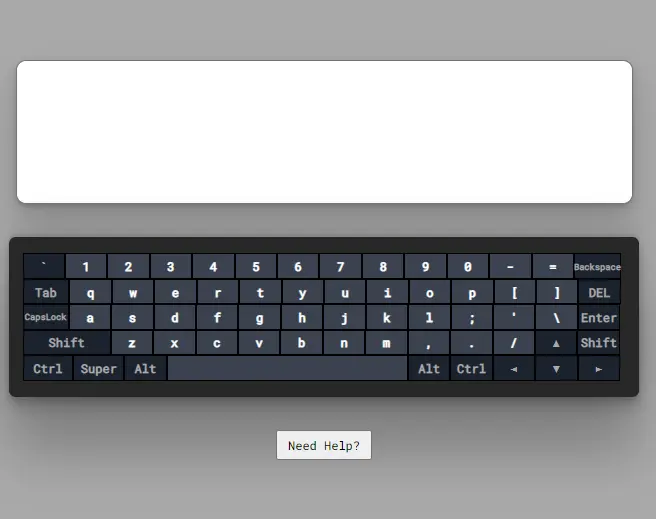 ` 1 2 3 4 5 6 7 8 9 0 - = Backspace
Tab q w e r t y u i o p [ ] DEL
CapsLock a s d f g h j k l ; ' \ Enter
Shift z x c v b n m , . / ▲ Shift
Ctrl Super Alt Alt Ctrl ◄ ▼ ►
Need Help?